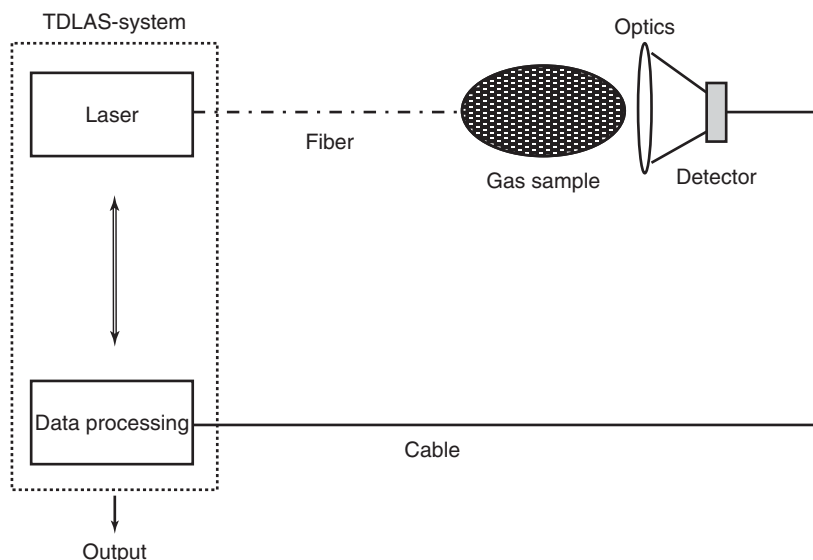 TDLAS-system
Optics
Laser
Fiber
Gas sample
Detector
Data processing
Cable
Output